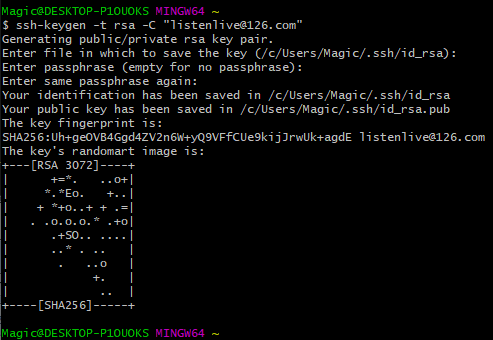 Magic@DESKTOP-P1OUOKS MINGW64 ~
$ ssh-keygen -t rsa -C "listenlive@126.com"
Generating public/private rsa key pair.
Enter file in which to save the key (/c/Users/Magic/.ssh/id_rsa):
Enter passphrase (empty for no passphrase):
Enter same passphrase again:
Your identification has been saved in /c/Users/Magic/.ssh/id_rsa
Your public key has been saved in /c/Users/Magic/.ssh/id_rsa.pub
The key fingerprint is:
SHA256:Uh+geOVB4Ggd4ZV2n6W+yQ9VFfCUe9kijJrwUk+agdE listenlive@126.com
The key's randomart image is:
+---[RSA 3072]----+
|      +=*.   ..o+|
|     *.*Eo.   +..|
|    + *+o..+ + .=|
|   . .o.o.o.* .+o|
|      .+SO.. ....|
|      ..* . ..   |
|       .   ..o   |
|            +.   |
|             ..  |
+----[SHA256]-----+
Magic@DESKTOP-P1OUOKS MINGW64 ~